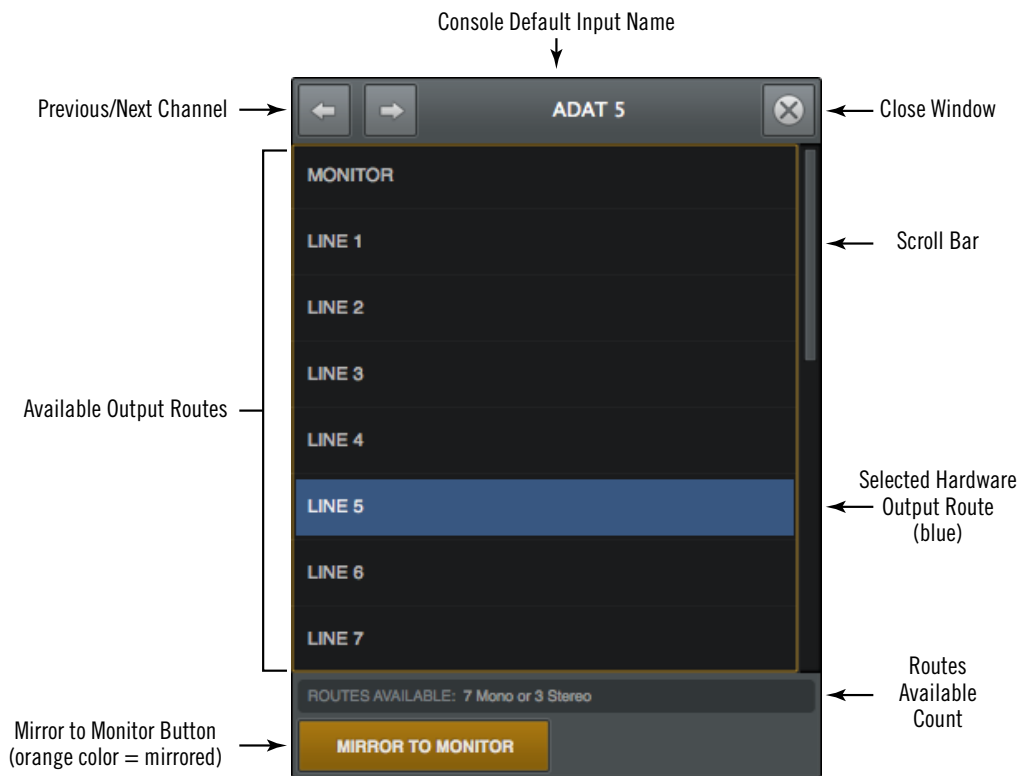 Console Default Input Name
Previous/Next Channel
ADAT 5
Close Window
MONITOR
LINE 1
Scroll Bar
LINE 2
LINE 3
Available Output Routes
LINE 4
LINE 5
Selected Hardware
Output Route
(blue)
LINE 6
LINE 7
ROUTES AVAILABLE: 7 Mono or 3 Stereo
Routes
Available
Count
Mirror to Monitor Button
(orange color = mirrored)
MIRROR TO MONITOR